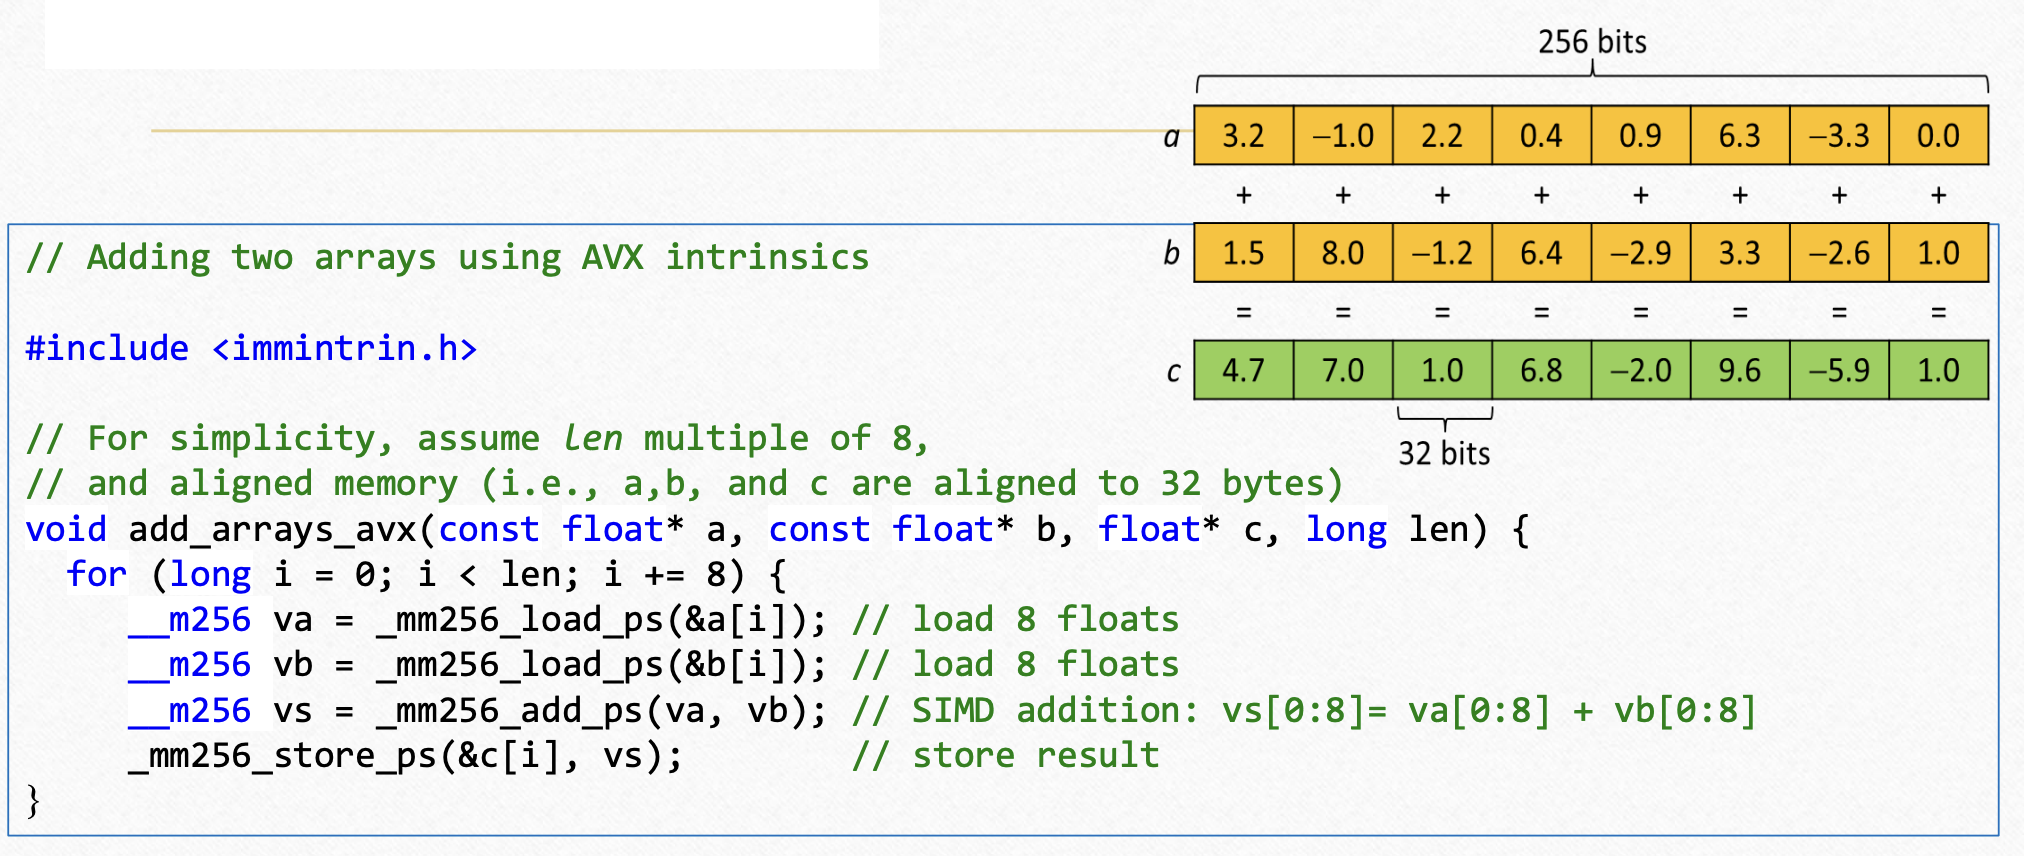 256 bits
a 3.2 –1.0 2.2 0.4 0.9 6.3 –3.3 0.0
+ + + + + + + +
b 1.5 8.0 –1.2 6.4 –2.9 3.3 –2.6 1.0
= = = = = = = =
c 4.7 7.0 1.0 6.8 –2.0 9.6 –5.9 1.0
32 bits
// Adding two arrays using AVX intrinsics
#include <immintrin.h>
// For simplicity, assume len multiple of 8,
// and aligned memory (i.e., a,b, and c are aligned to 32 bytes)
void add_arrays_avx(const float* a, const float* b, float* c, long len) {
for (long i = 0; i < len; i += 8) {
__m256 va = _mm256_load_ps(&a[i]); // load 8 floats
__m256 vb = _mm256_load_ps(&b[i]); // load 8 floats
__m256 vs = _mm256_add_ps(va, vb); // SIMD addition: vs[0:8]= va[0:8] + vb[0:8]
_mm256_store_ps(&c[i], vs); // store result
}